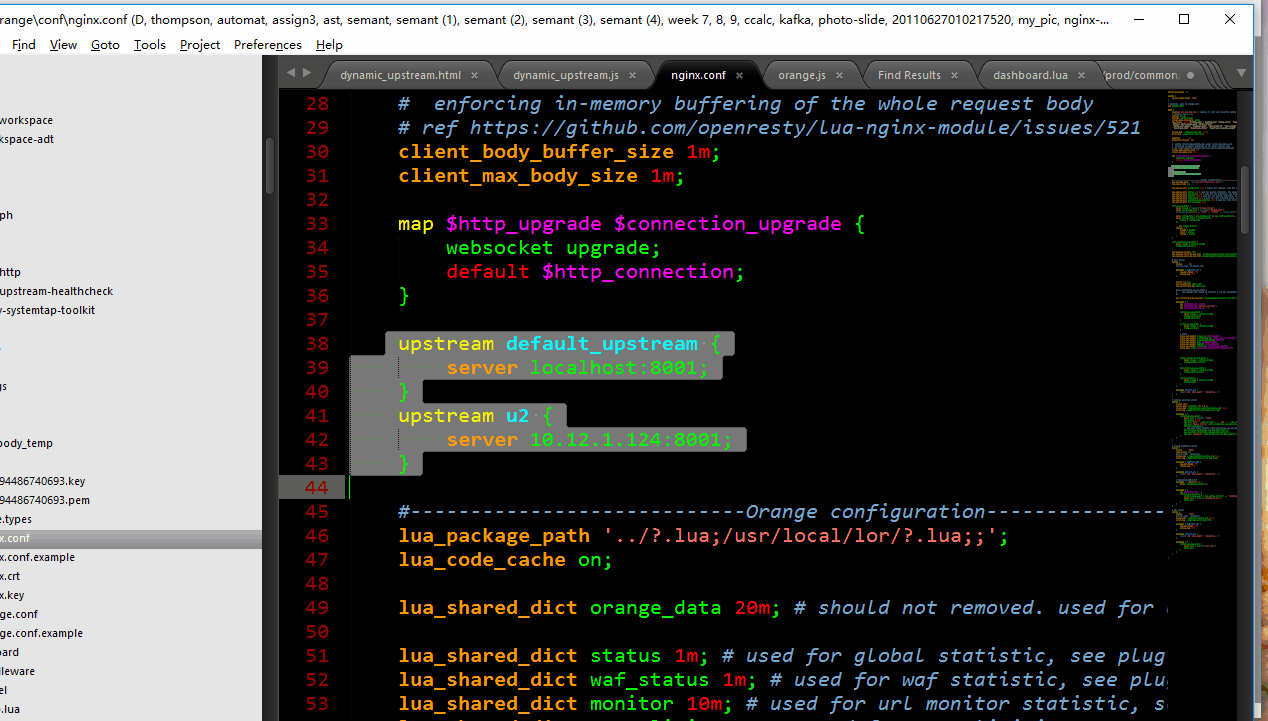 range\conf\nginx.conf (D, thompson, automat, assign3, ast, semant, semant (1), semant (2), semant (3), semant (4), week 7, 8, 9, ccalc, kafka, photo-slide, 20110627010217520, my_pic, nginx-...
Find View Goto Tools Project Preferences Help
dynamic_upstream.html × dynamic_upstream.js × nginx.conf × orange.js × Find Results × dashboard.lua × /prod/common
workspace
kspace-adt
ph
http
upstream-healthcheck
y-systemtap-toolkit
gs
body_temp
94486740693.key
94486740693.pem
e.types
x.conf
x.conf.example
x.crt
x.key
ge.conf
ge.conf.example
oard
lleware
el
.lua
28 #  enforcing in-memory buffering of the whole request body
29 # ref https://github.com/openresty/lua-nginx-module/issues/521
30 client_body_buffer_size 1m;
31 client_max_body_size 1m;
32
33 map $http_upgrade $connection_upgrade {
34     websocket upgrade;
35     default $http_connection;
36 }
37
38 upstream default_upstream {
39     server localhost:8001;
40 }
41 upstream u2 {
42     server 10.12.1.124:8001;
43 }
44
45 #----------------------------Orange configuration---------------
46 lua_package_path '../?.lua;/usr/local/lor/?.lua;;';
47 lua_code_cache on;
48
49 lua_shared_dict orange_data 20m; # should not removed. used for
50
51 lua_shared_dict status 1m; # used for global statistic, see plug
52 lua_shared_dict waf_status 1m; # used for waf statistic, see plu
53 lua_shared_dict monitor 10m; # used for url monitor statistic, s